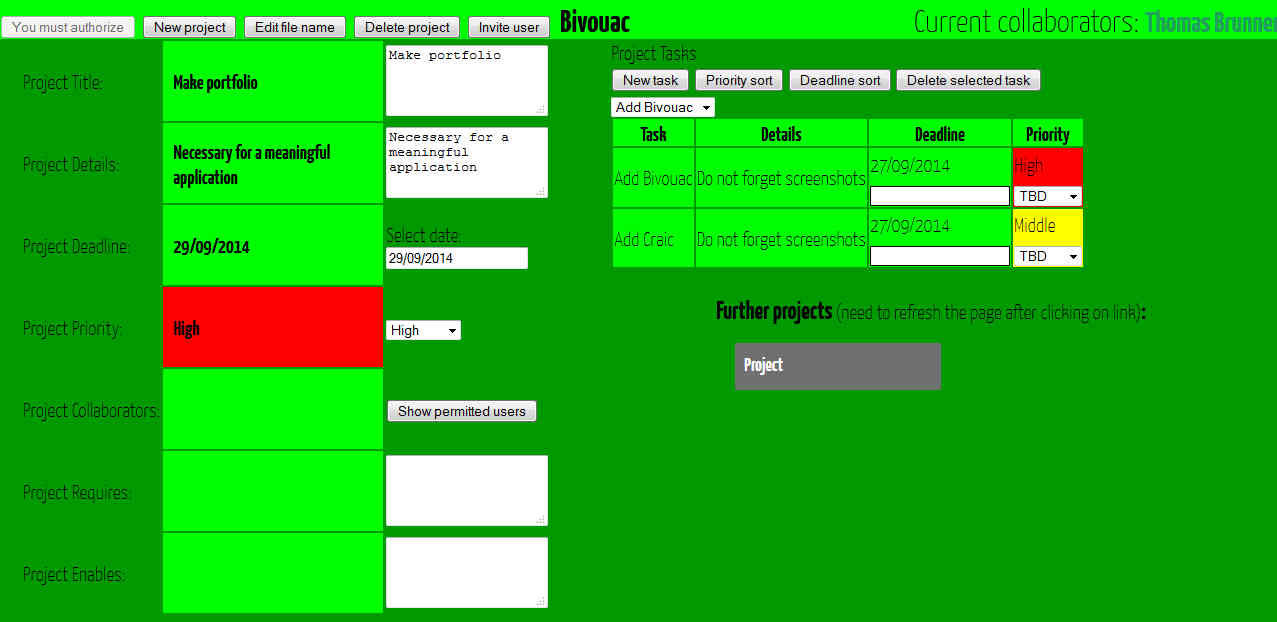 You must authorize New project Edit file name Delete project Invite user Bivouac Current collaborators: Thomas Brunner
Project Title: Make portfolio Make portfolio
Project Details: Necessary for a meaningful
application
Necessary for a
meaningful
application
Project Deadline: 29/09/2014 Select date:
29/09/2014
Project Priority: High High
Project Collaborators: Show permitted users
Project Requires:
Project Enables:
Project Tasks
New task Priority sort Deadline sort Delete selected task
Add Bivouac
Task Details Deadline Priority
Add Bivouac Do not forget screenshots 27/09/2014 High
TBD
Add Craic Do not forget screenshots 27/09/2014 Middle
TBD
Further projects (need to refresh the page after clicking on link):
Project